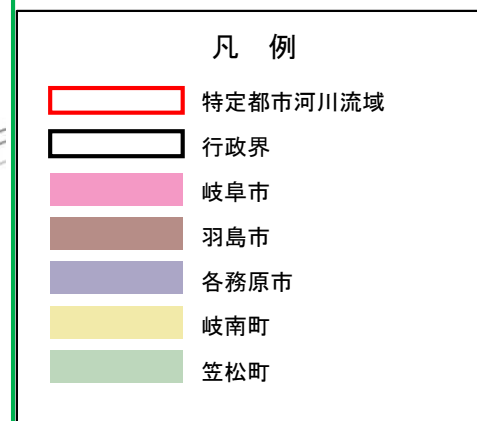 凡 例
特定都市河川流域
行政界
岐阜市
羽島市
各務原市
岐南町
笠松町